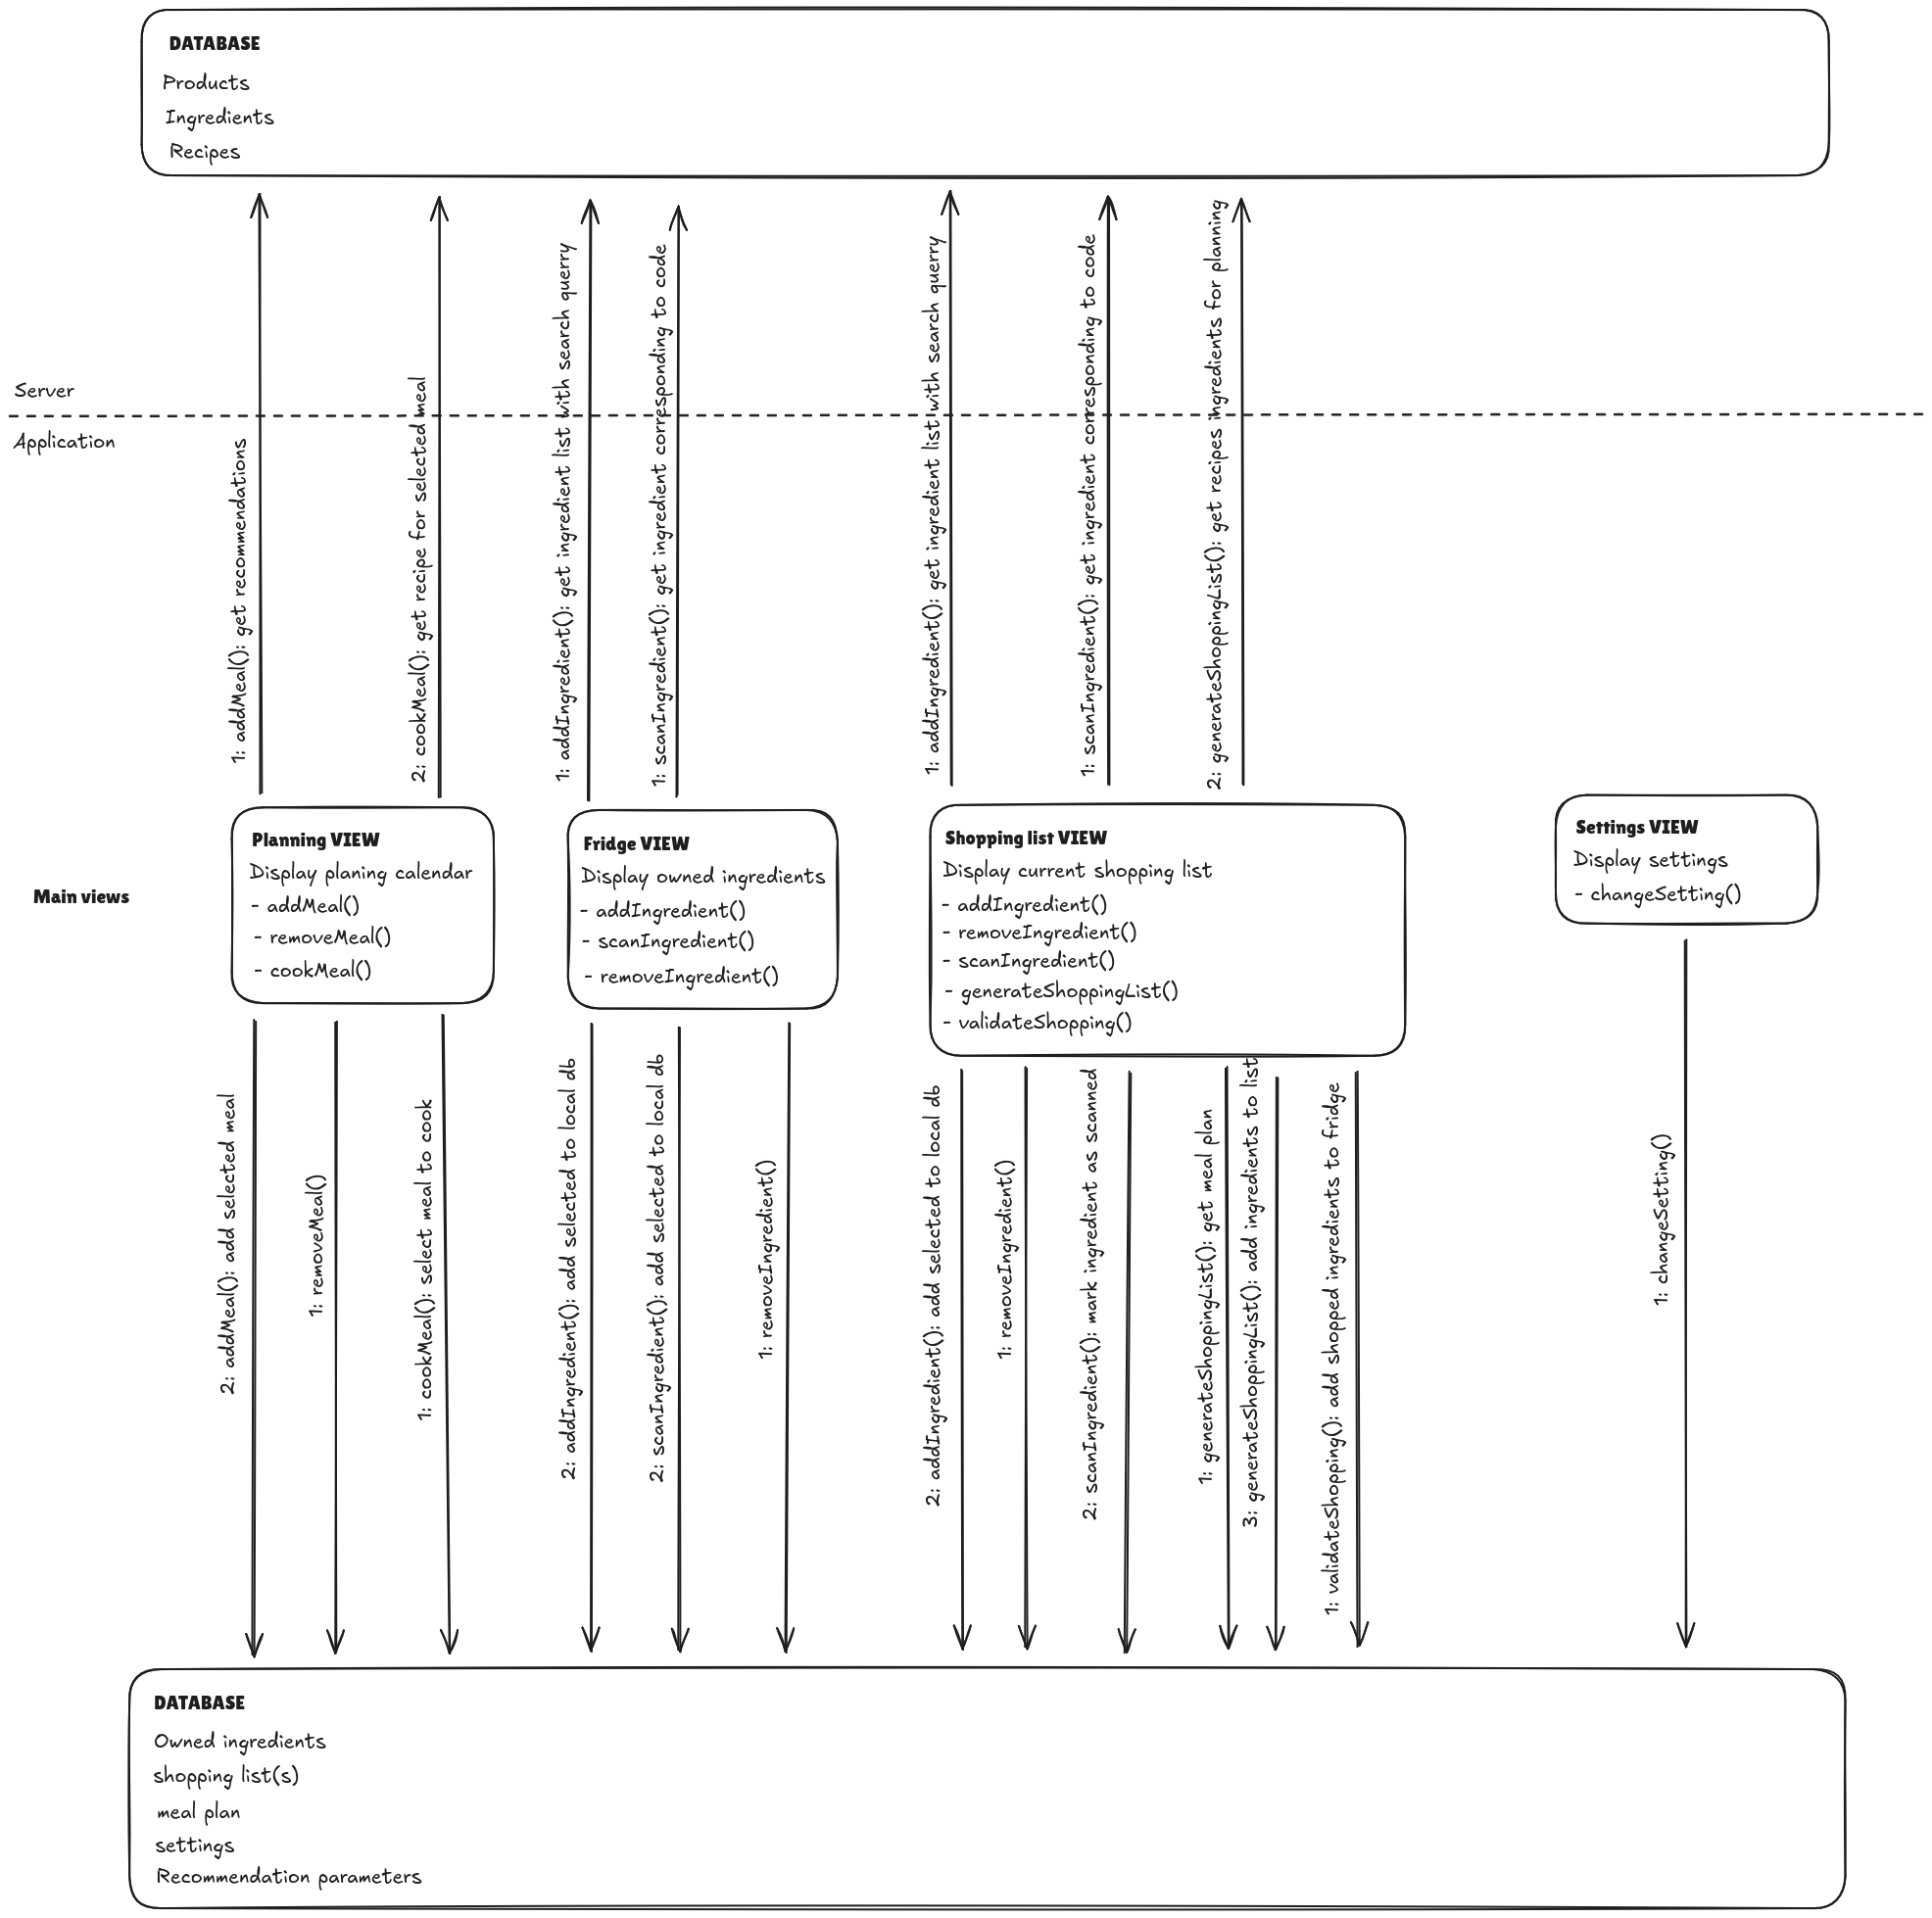 DATABASE
Products
Ingredients
Recipes
1: addMeal(): get recommendations
2: cookMeal(): get recipe for selected meal
1: addIngredient(): get ingredient list with search querry
1: scanIngredient(): get ingredient corresponding to code
1: addIngredient(): get ingredient list with search querry
1: scanIngredient(): get ingredient corresponding to code
2: generateShoppingList(): get recipes ingredients for planning
Server
Application
Main views
Planning VIEW
Display planing calendar
- addMeal()
- removeMeal()
- cookMeal()
Fridge VIEW
Display owned ingredients
- addIngredient()
- scanIngredient()
- removeIngredient()
Shopping list VIEW
Display current shopping list
- addIngredient()
- removeIngredient()
- scanIngredient()
- generateShoppingList()
- validateShopping()
Settings VIEW
Display settings
- changeSetting()
2: addMeal(): add selected meal
1: removeMeal()
1: cookMeal(): select meal to cook
2: addIngredient(): add selected to local db
2: scanIngredient(): add selected to local db
1: removeIngredient()
2: addIngredient(): add selected to local db
1: removeIngredient()
2: scanIngredient(): mark ingredient as scanned
1: generateShoppingList(): get meal plan
3: generateShoppingList(): add ingredients to list
1: validateShopping(): add shopped ingredients to fridge
1: changeSetting()
DATABASE
Owned ingredients
shopping list(s)
meal plan
settings
Recommendation parameters